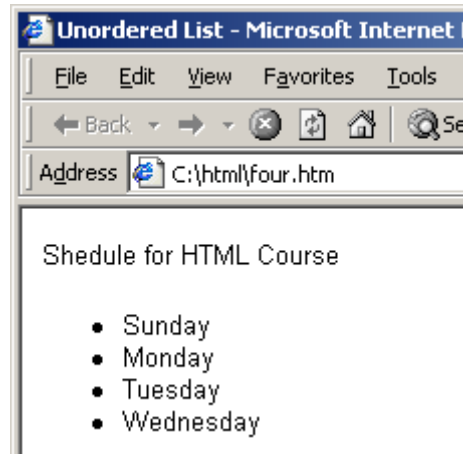 Unordered List - Microsoft Internet
File Edit View Favorites Tools
Back
Address C:\html\four.htm
Shedule for HTML Course
• Sunday
• Monday
• Tuesday
• Wednesday